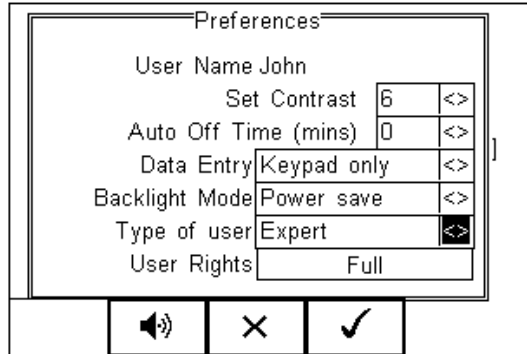 Preferences
User Name John
Set Contrast 6 <>
Auto Off Time (mins) 0 <>
Data Entry Keypad only <>
Backlight Mode Power save <>
Type of user Expert <>
User Rights Full